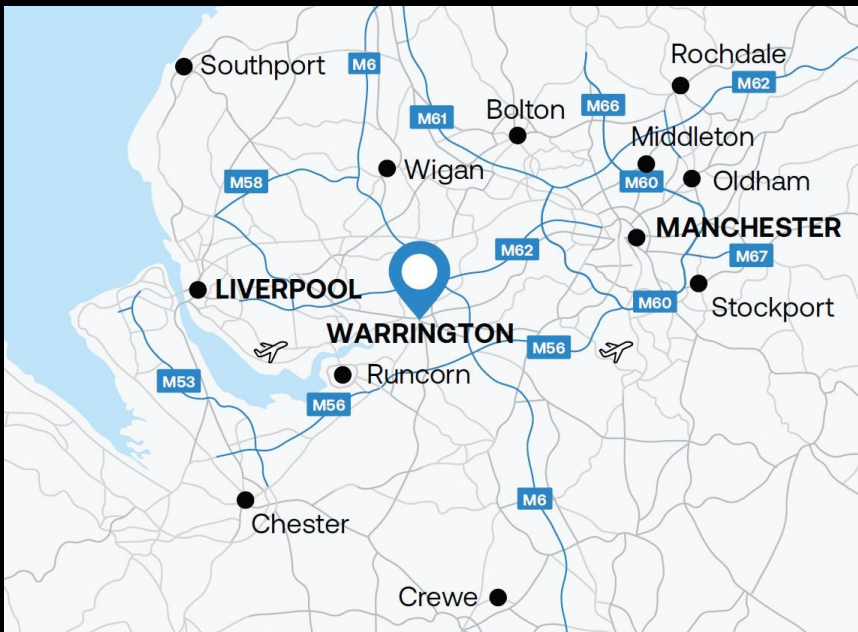 Rochdale
Southport
M6
M62
Bolton
M66
M61
Middleton
Wigan
M58
M60
Oldham
MANCHESTER
M62
M67
LIVERPOOL
M60
Stockport
WARRINGTON
M56
Runcorn
M53
M56
M6
Chester
Crewe